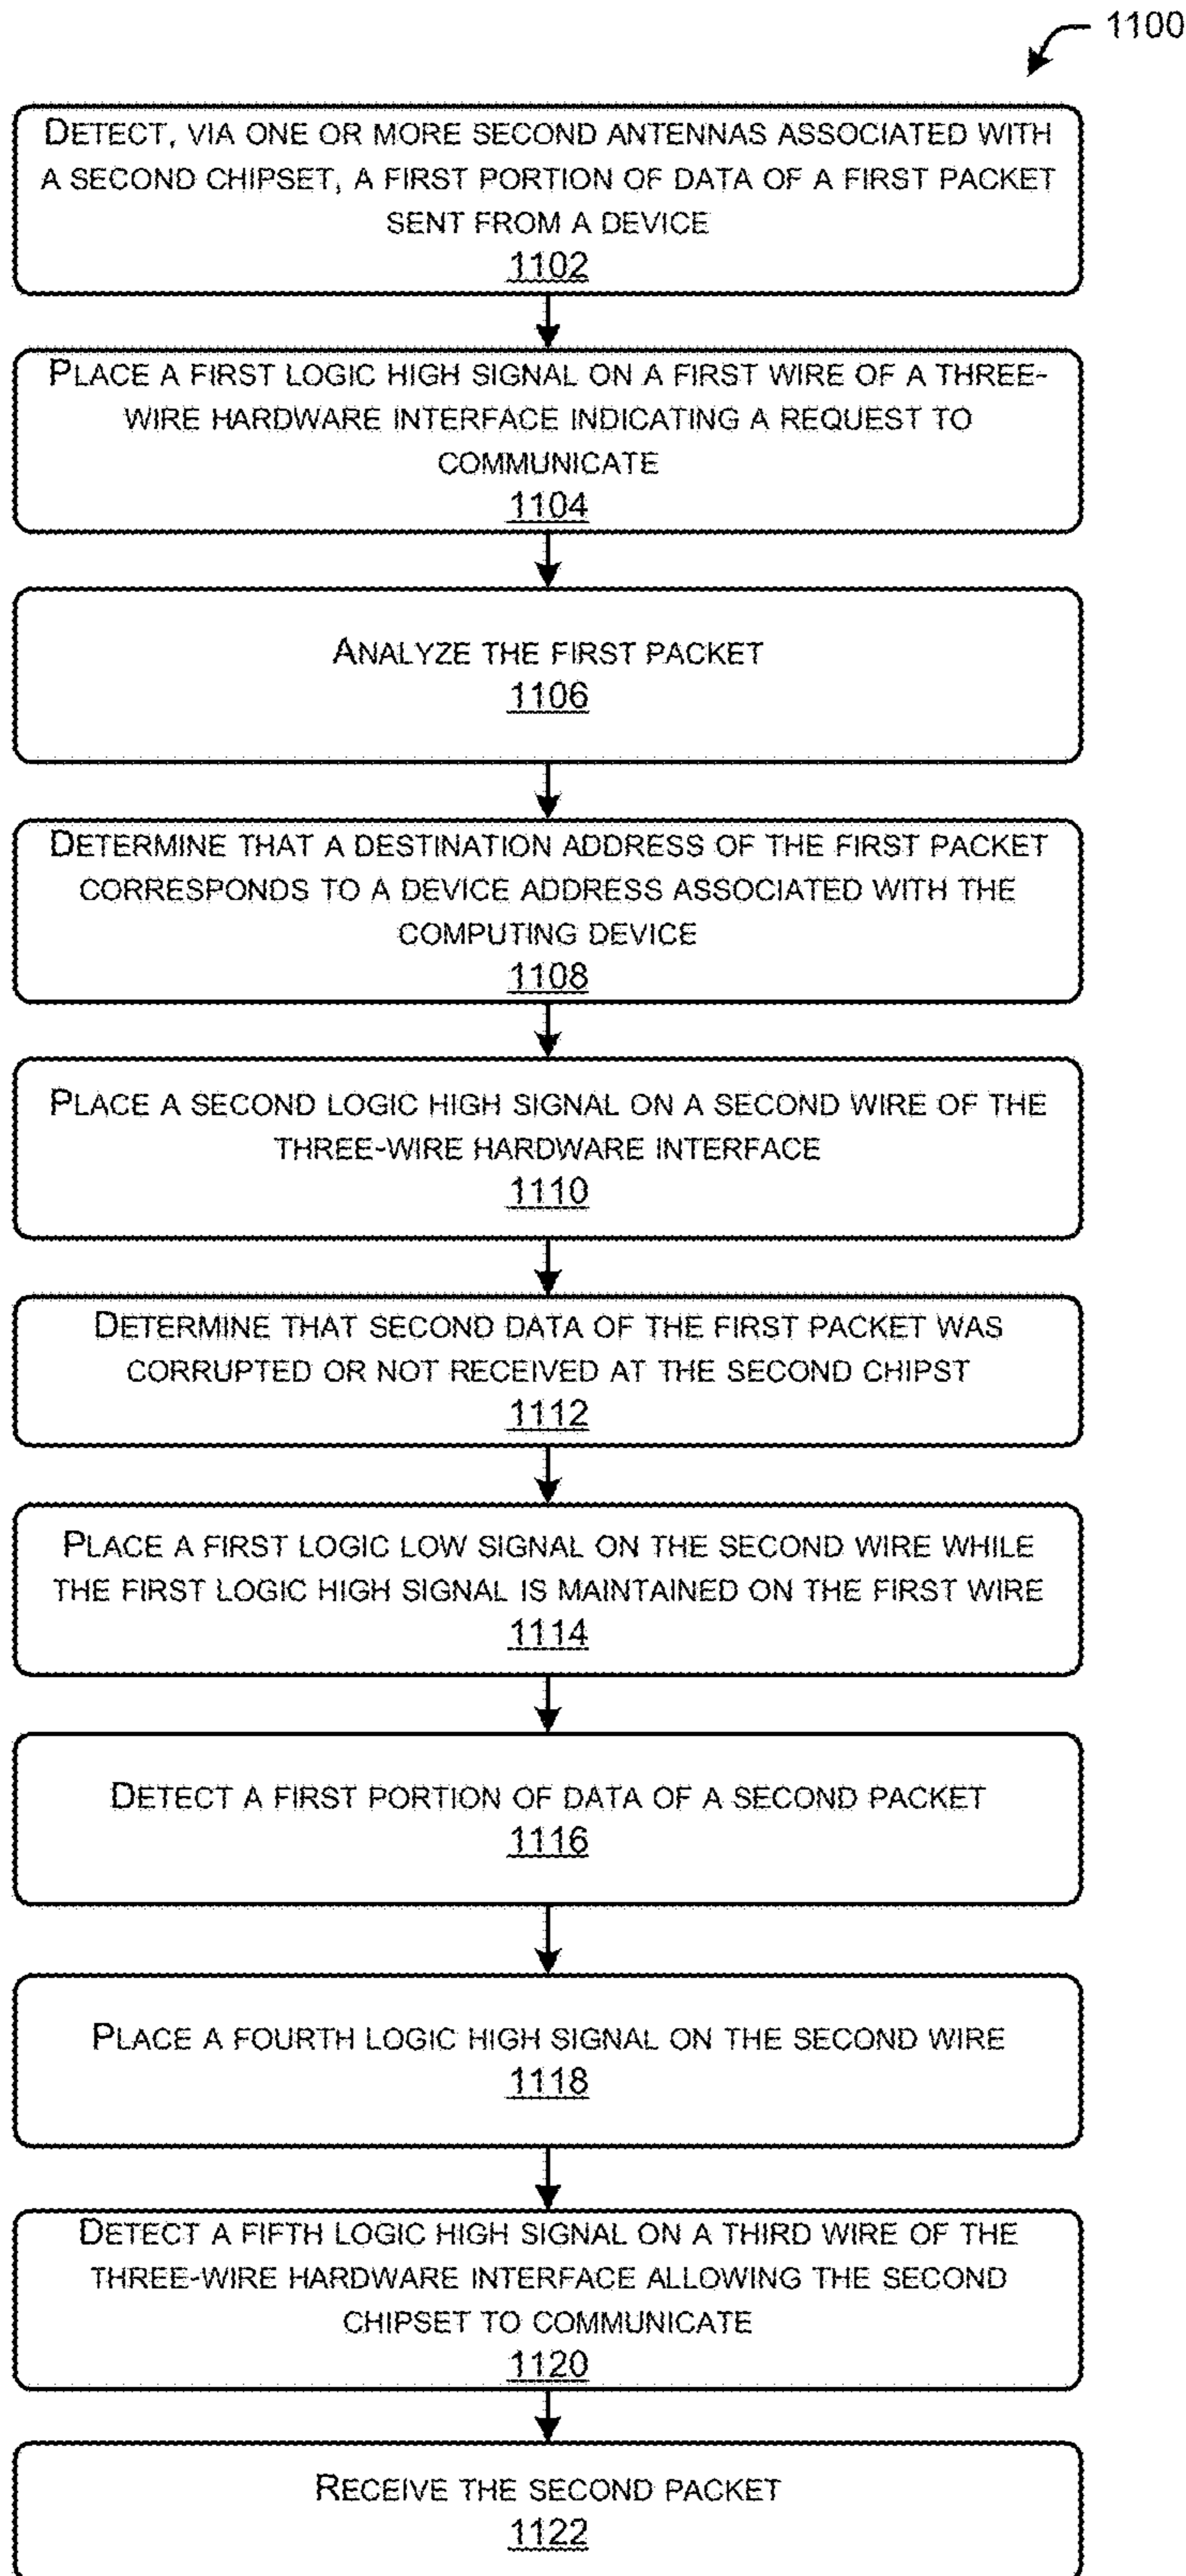 1100
DETECT, VIA ONE OR MORE SECOND ANTENNAS ASSOCIATED WITH
A SECOND CHIPSET, A FIRST PORTION OF DATA OF A FIRST PACKET
SENT FROM A DEVICE
1102
PLACE A FIRST LOGIC HIGH SIGNAL ON A FIRST WIRE OF A THREE-
WIRE HARDWARE INTERFACE INDICATING A REQUEST TO
COMMUNICATE
1104
ANALYZE THE FIRST PACKET
1106
DETERMINE THAT A DESTINATION ADDRESS OF THE FIRST PACKET
CORRESPONDS TO A DEVICE ADDRESS ASSOCIATED WITH THE
COMPUTING DEVICE
1108
PLACE A SECOND LOGIC HIGH SIGNAL ON A SECOND WIRE OF THE
THREE-WIRE HARDWARE INTERFACE
1110
DETERMINE THAT SECOND DATA OF THE FIRST PACKET WAS
CORRUPTED OR NOT RECEIVED AT THE SECOND CHIPST
1112
PLACE A FIRST LOGIC LOW SIGNAL ON THE SECOND WIRE WHILE
THE FIRST LOGIC HIGH SIGNAL IS MAINTAINED ON THE FIRST WIRE
1114
DETECT A FIRST PORTION OF DATA OF A SECOND PACKET
1116
PLACE A FOURTH LOGIC HIGH SIGNAL ON THE SECOND WIRE
1118
DETECT A FIFTH LOGIC HIGH SIGNAL ON A THIRD WIRE OF THE
THREE-WIRE HARDWARE INTERFACE ALLOWING THE SECOND
CHIPSET TO COMMUNICATE
1120
RECEIVE THE SECOND PACKET
1122